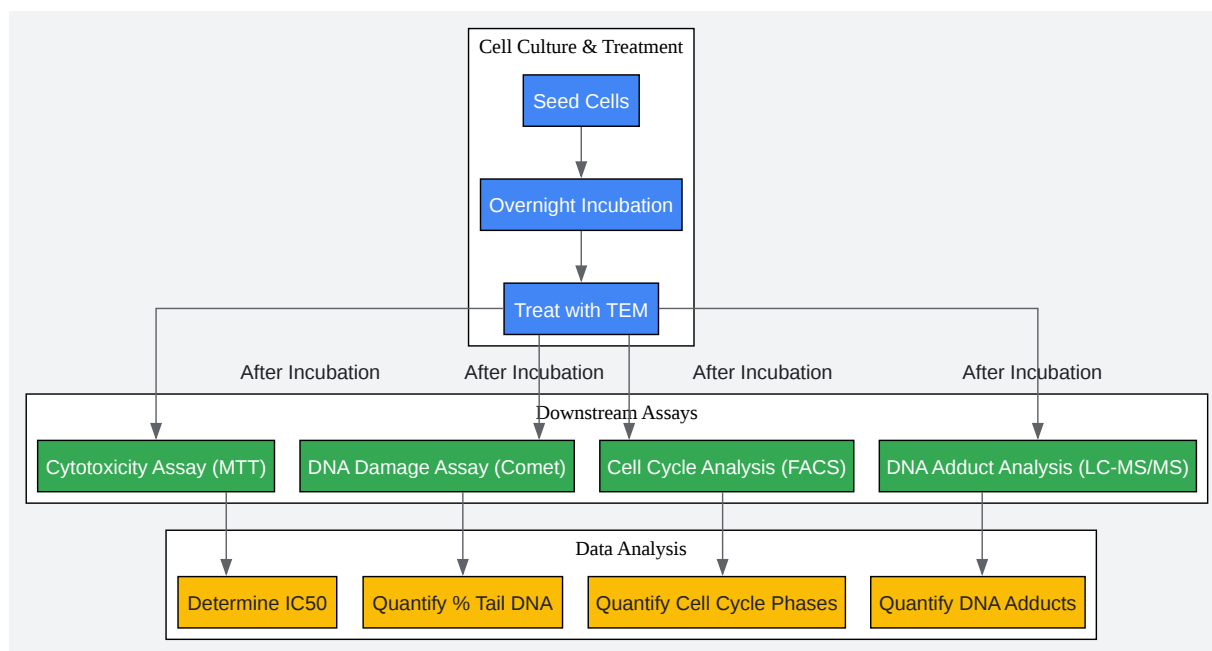 Cell Culture & Treatment
Seed Cells
Overnight Incubation
Treat with TEM
After Incubation
After Incubation
After Incubation
After Incubation
Downstream Assays
Cytotoxicity Assay (MTT)
DNA Damage Assay (Comet)
Cell Cycle Analysis (FACS)
DNA Adduct Analysis (LC-MS/MS)
Data Analysis
Determine IC50
Quantify % Tail DNA
Quantify Cell Cycle Phases
Quantify DNA Adducts